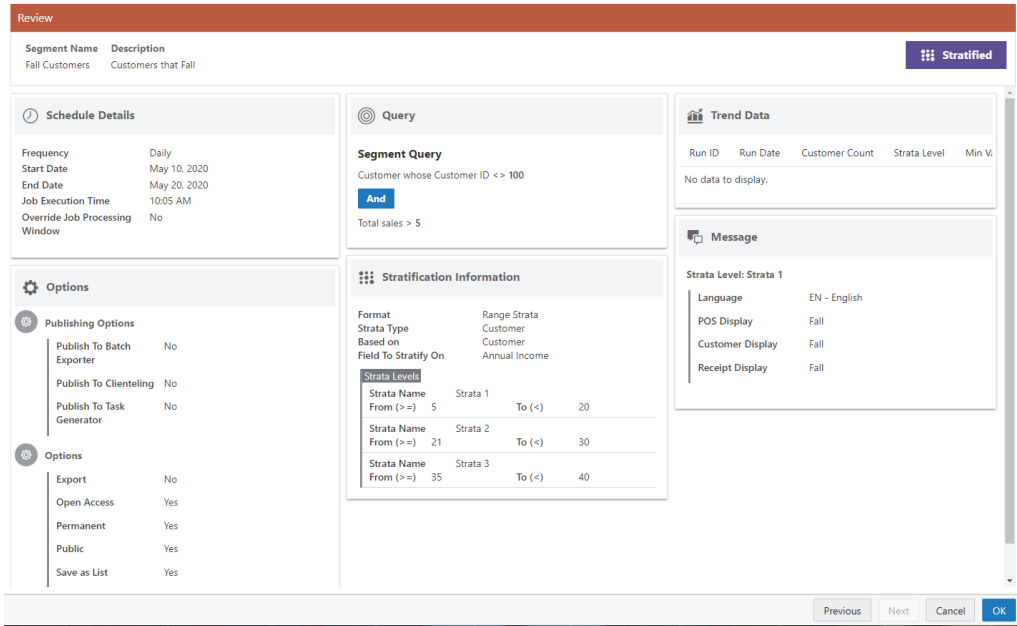 Review
Segment Name Description
Fall Customers Customers that Fall
Stratified
Schedule Details
Frequency Daily
Start Date May 10, 2020
End Date May 20, 2020
Job Execution Time 10:05 AM
Override Job Processing No
Window
Options
Publishing Options
Publish To Batch No
Exporter
Publish To Clienteling No
Publish To Task No
Generator
Options
Export No
Open Access Yes
Permanent Yes
Public Yes
Save as List Yes
Query
Segment Query
Customer whose Customer ID <> 100
And
Total sales > 5
Stratification Information
Format Range Strata
Strata Type Customer
Based on Customer
Field To Stratify On Annual Income
Strata Levels
Strata Name Strata 1
From (>=) 5 To (<) 20
Strata Name Strata 2
From (>=) 21 To (<) 30
Strata Name Strata 3
From (>=) 35 To (<) 40
Trend Data
Run ID Run Date Customer Count Strata Level Min
No data to display.
Message
Strata Level: Strata 1
Language EN - English
POS Display Fall
Customer Display Fall
Receipt Display Fall
Previous Next Cancel OK